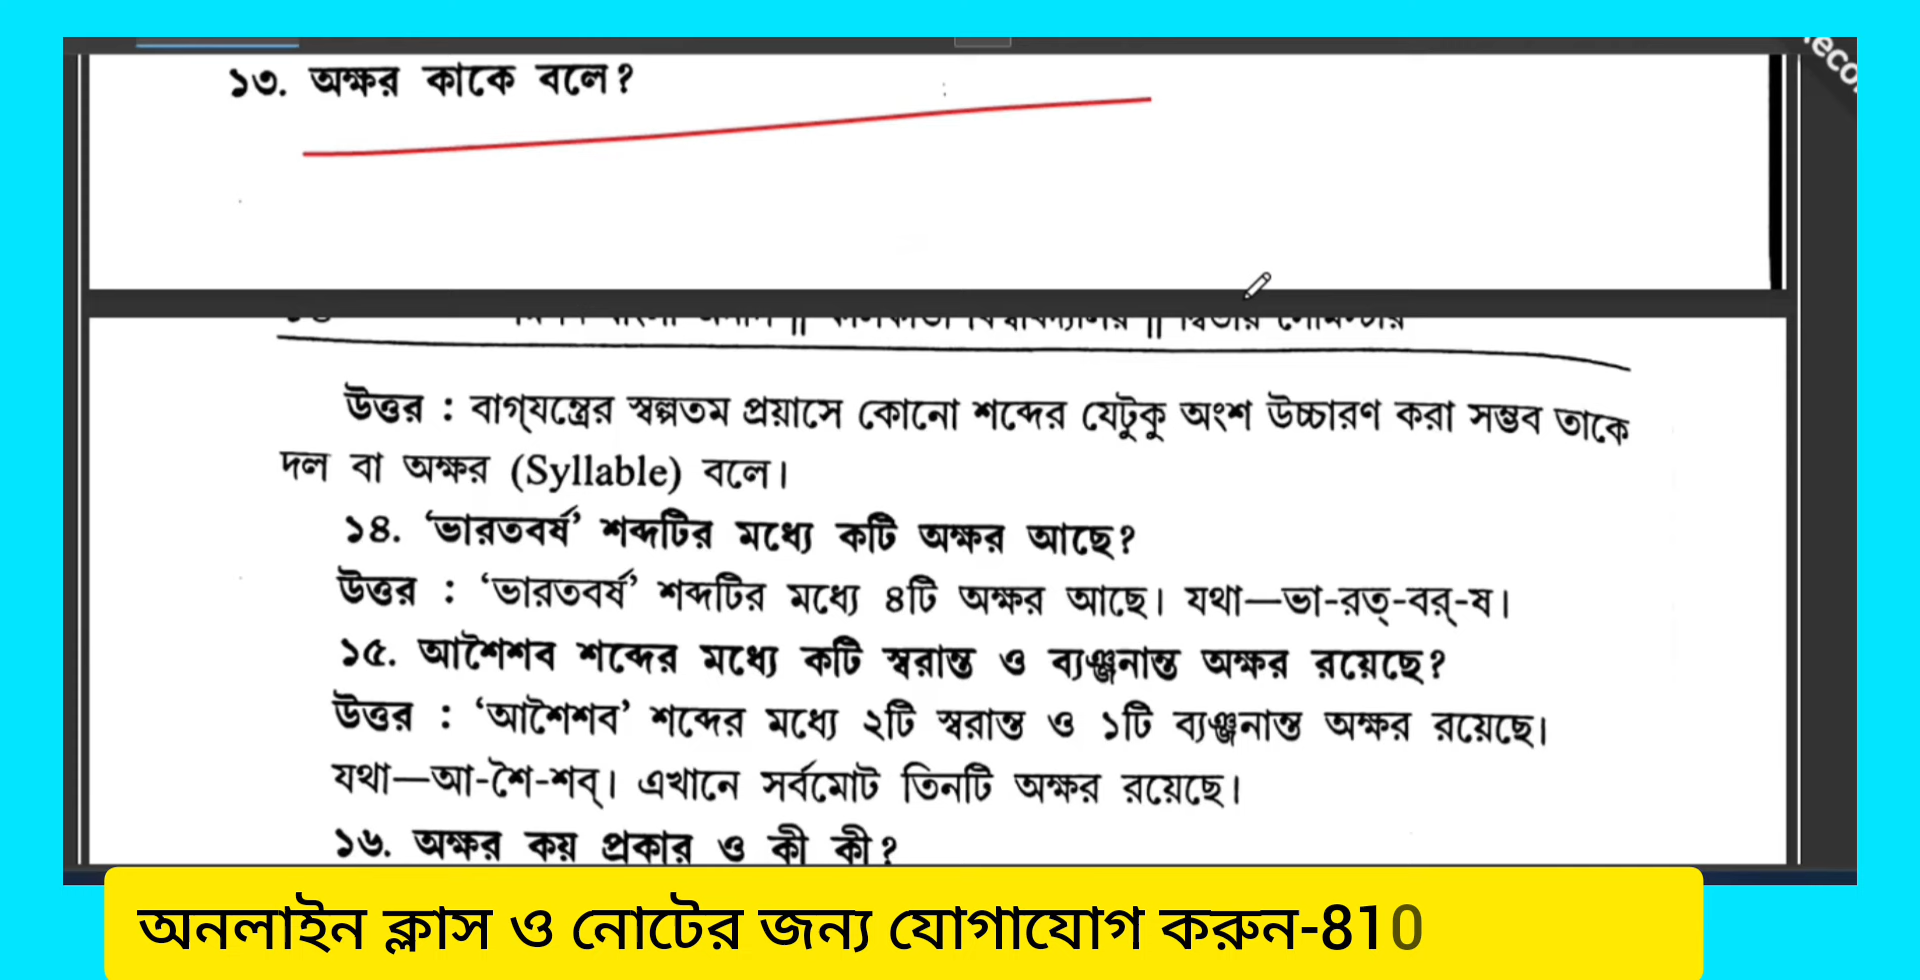 ১৩. অক্ষর কাকে বলে?
উত্তর : বাগ্‌যন্ত্রের স্বল্পতম প্রয়াসে কোনো শব্দের যেটুকু অংশ উচ্চারণ করা সম্ভব তাকে
দল বা অক্ষর (Syllable) বলে।
১৪. ‘ভারতবর্ষ’ শব্দটির মধ্যে কটি অক্ষর আছে?
উত্তর : ‘ভারতবর্ষ’ শব্দটির মধ্যে ৪টি অক্ষর আছে। যথা—ভা-রত্-বর্-ষ।
১৫. আশৈশব শব্দের মধ্যে কটি স্বরান্ত ও ব্যঞ্জনান্ত অক্ষর রয়েছে?
উত্তর : ‘আশৈশব’ শব্দের মধ্যে ২টি স্বরান্ত ও ১টি ব্যঞ্জনান্ত অক্ষর রয়েছে।
যথা—আ-শৈ-শব্। এখানে সর্বমোট তিনটি অক্ষর রয়েছে।
১৬. অক্ষর কয় প্রকার ও কী কী?
অনলাইন ক্লাস ও নোটের জন্য যোগাযোগ করুন-810